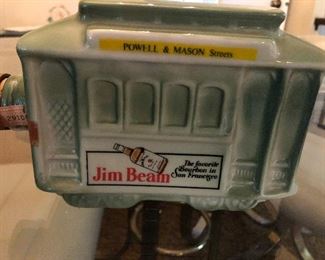 POWELL & MASON Streets
Jim Beam
The favorite
Bourbon in
San Francisco